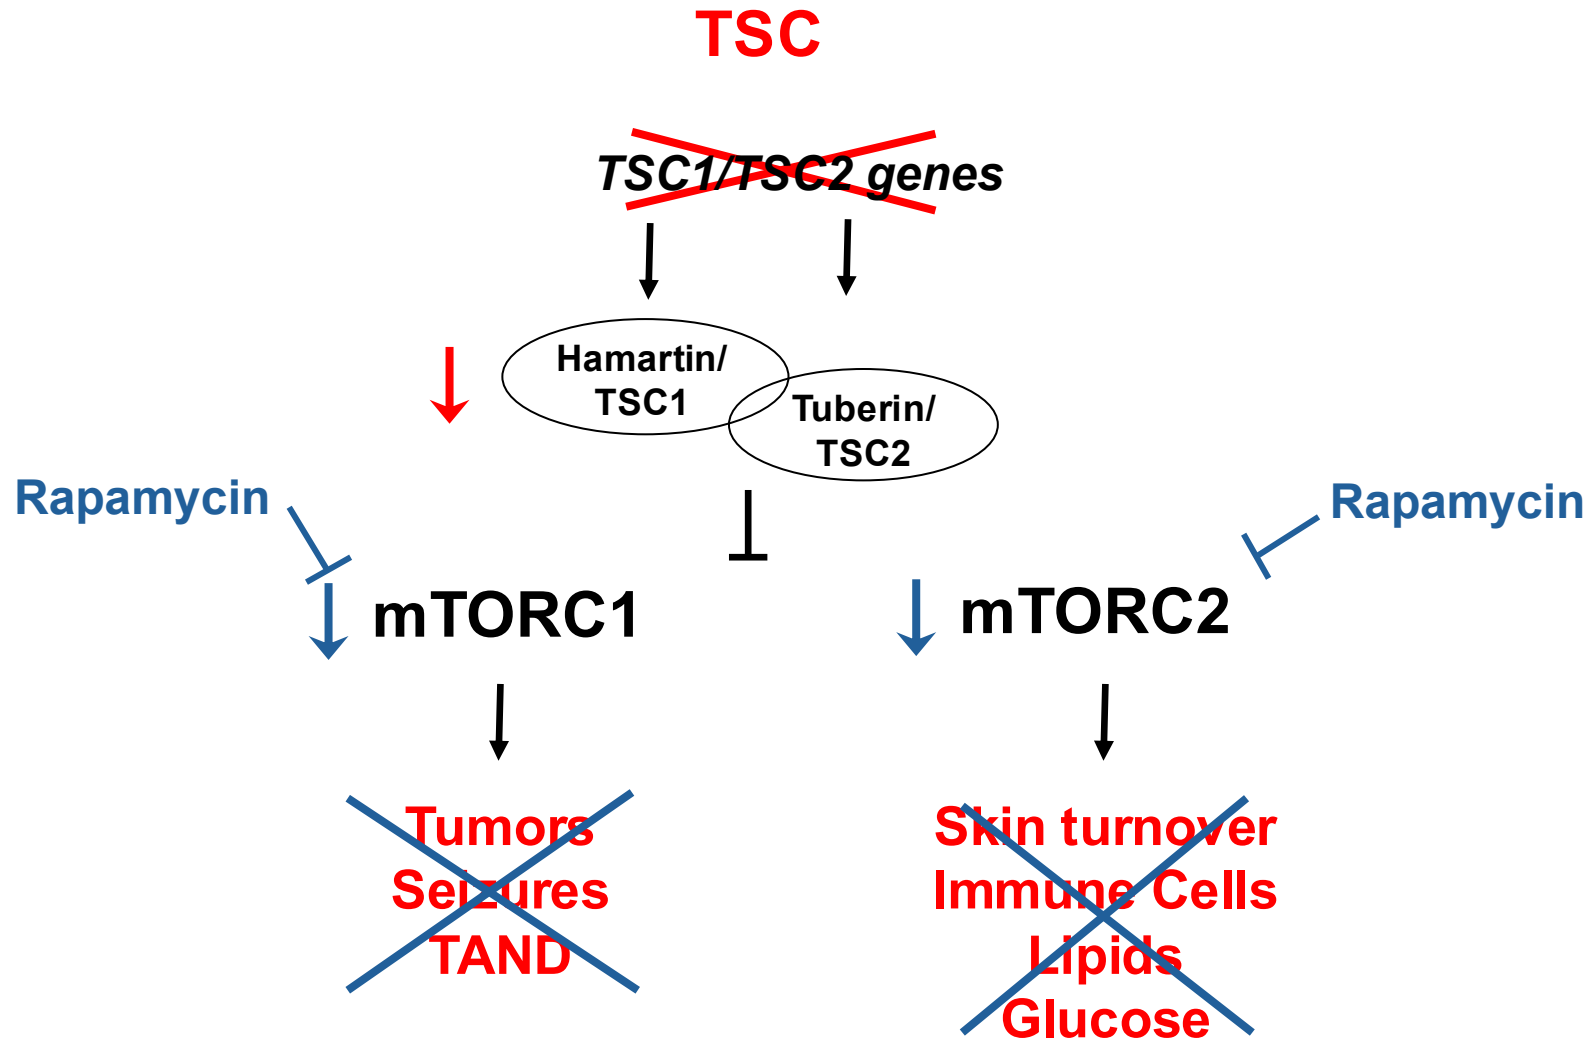 TSC
TSC1/TSC2 genes
Hamartin/
TSC1
Tuberin/
TSC2
Rapamycin
Rapamycin
mTORC1
mTORC2
Tumors
Seizures
TAND
Skin turnover
Immune Cells
Lipids
Glucose